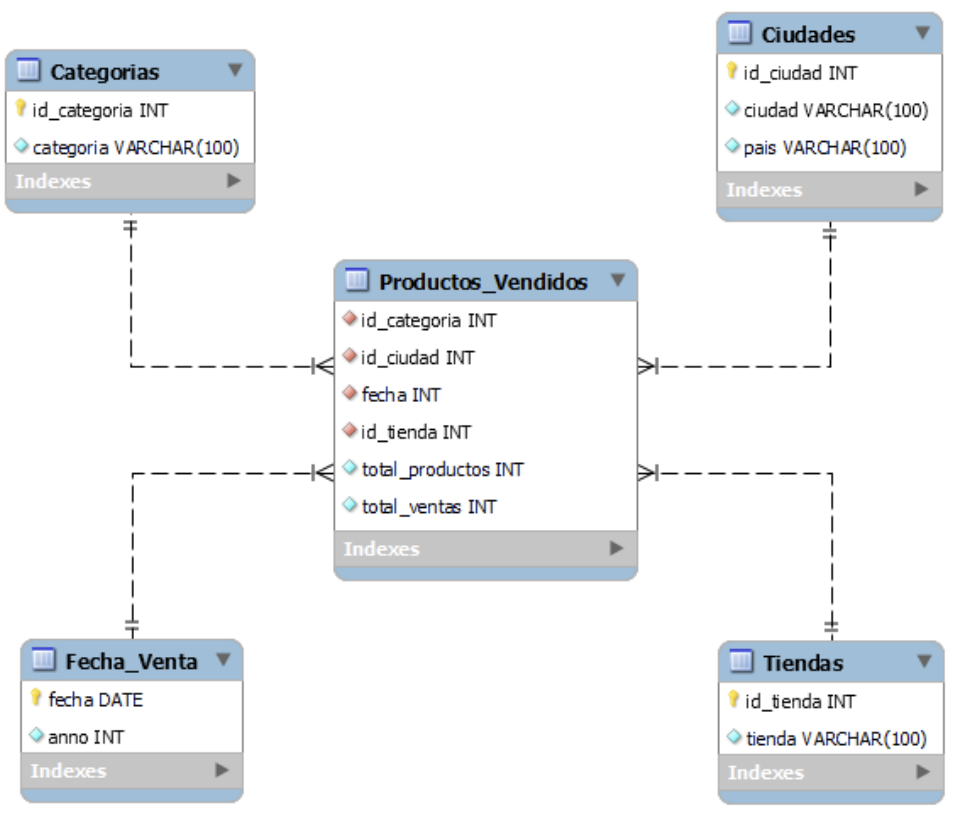 Categorias
id_categoria INT
categoria VARCHAR(100)
Indexes
Ciudades
id_ciudad INT
ciudad VARCHAR(100)
pais VARCHAR(100)
Indexes
Productos_Vendidos
id_categoria INT
id_ciudad INT
fecha INT
id_tienda INT
total_productos INT
total_ventas INT
Indexes
Fecha_Venta
fecha DATE
anno INT
Indexes
Tiendas
id_tienda INT
tienda VARCHAR(100)
Indexes